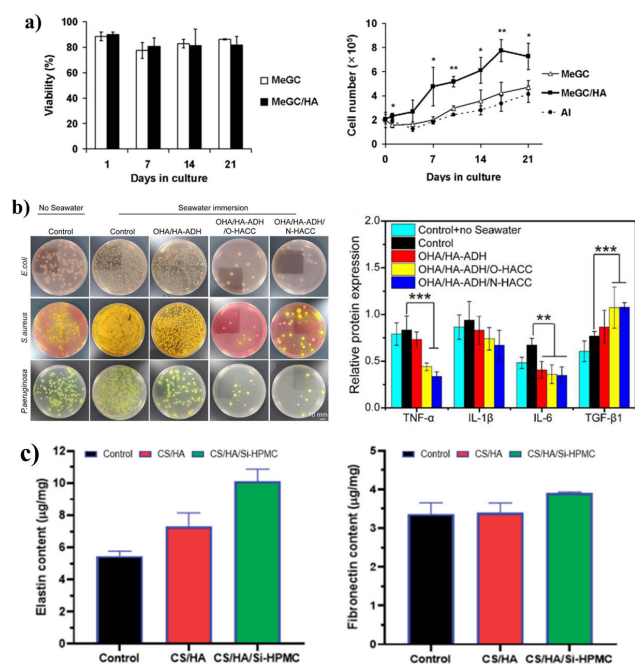 a)
Viability (%)
100
80
60
40
20
0
1 7 14 21
Days in culture
MeGC
MeGC/HA
Cell number (× 10⁵)
10
8
6
4
2
0
0 7 14 21
Days in culture
* * ** * ** *
MeGC
MeGC/HA
AI
b)
No Seawater
Seawater immersion
Control
Control
OHA/HA-ADH
OHA/HA-ADH
/O-HACC
OHA/HA-ADH/
N-HACC
E.coli
S.aureus
P.aeruginosa
10 mm
Relative protein expression
2.0
1.5
1.0
0.5
0.0
Control+no Seawater
Control
OHA/HA-ADH
OHA/HA-ADH/O-HACC
OHA/HA-ADH/N-HACC
***
**
***
TNF-α IL-1β IL-6 TGF-β1
c)
Control CS/HA CS/HA/Si-HPMC
Elastin content (µg/mg)
12
10
8
6
4
2
0
Control CS/HA CS/HA/Si-HPMC
Control CS/HA CS/HA/Si-HPMC
Fibronectin content (µg/mg)
5
4
3
2
1
0
Control CS/HA CS/HA/Si-HPMC